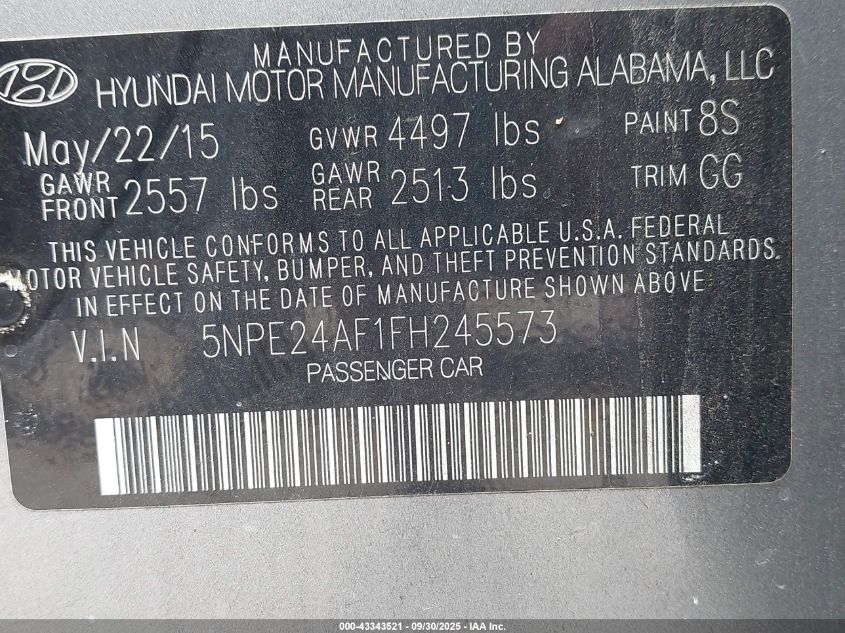 MANUFACTURED BY
HYUNDAI MOTOR MANUFACTURING ALABAMA, LLC
May/22/15 GVWR 4497 lbs PAINT 8S
GAWR FRONT 2557 lbs GAWR REAR 2513 lbs TRIM GG
THIS VEHICLE CONFORMS TO ALL APPLICABLE U.S.A. FEDERAL
MOTOR VEHICLE SAFETY, BUMPER, AND THEFT PREVENTION STANDARDS.
IN EFFECT ON THE DATE OF MANUFACTURE SHOWN ABOVE
V.I.N 5NPE24AF1FH245573
PASSENGER CAR
000-43343521 - 09/30/2025 - IAA Inc.